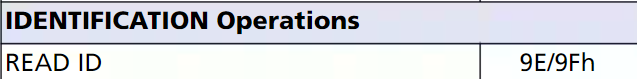 IDENTIFICATION Operations
READ ID 9E/9Fh